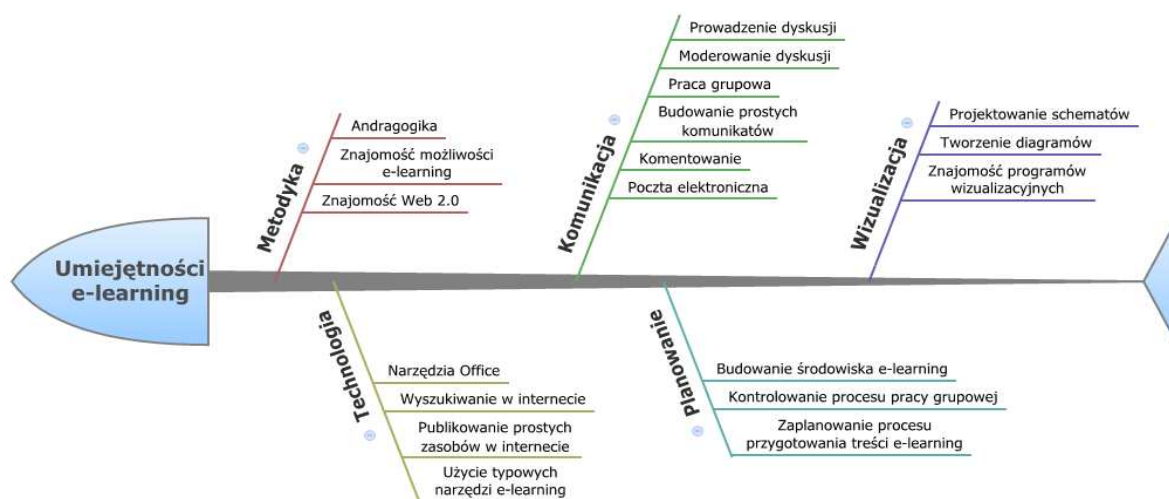 Umiejętności
e-learning
Metodyka
Andragogika
Znajomość możliwości
e-learning
Znajomość Web 2.0
Komunikacja
Prowadzenie dyskusji
Moderowanie dyskusji
Praca grupowa
Budowanie prostych
komunikatów
Komentowanie
Poczta elektroniczna
Wizualizacja
Projektowanie schematów
Tworzenie diagramów
Znajomość programów
wizualizacyjnych
Technologia
Narzędzia Office
Wyszukiwanie w internecie
Publikowanie prostych
zasobów w internecie
Użycie typowych
narzędzi e-learning
Planowanie
Budowanie środowiska e-learning
Kontrolowanie procesu pracy grupowej
Zaplanowanie procesu
przygotowania treści e-learning